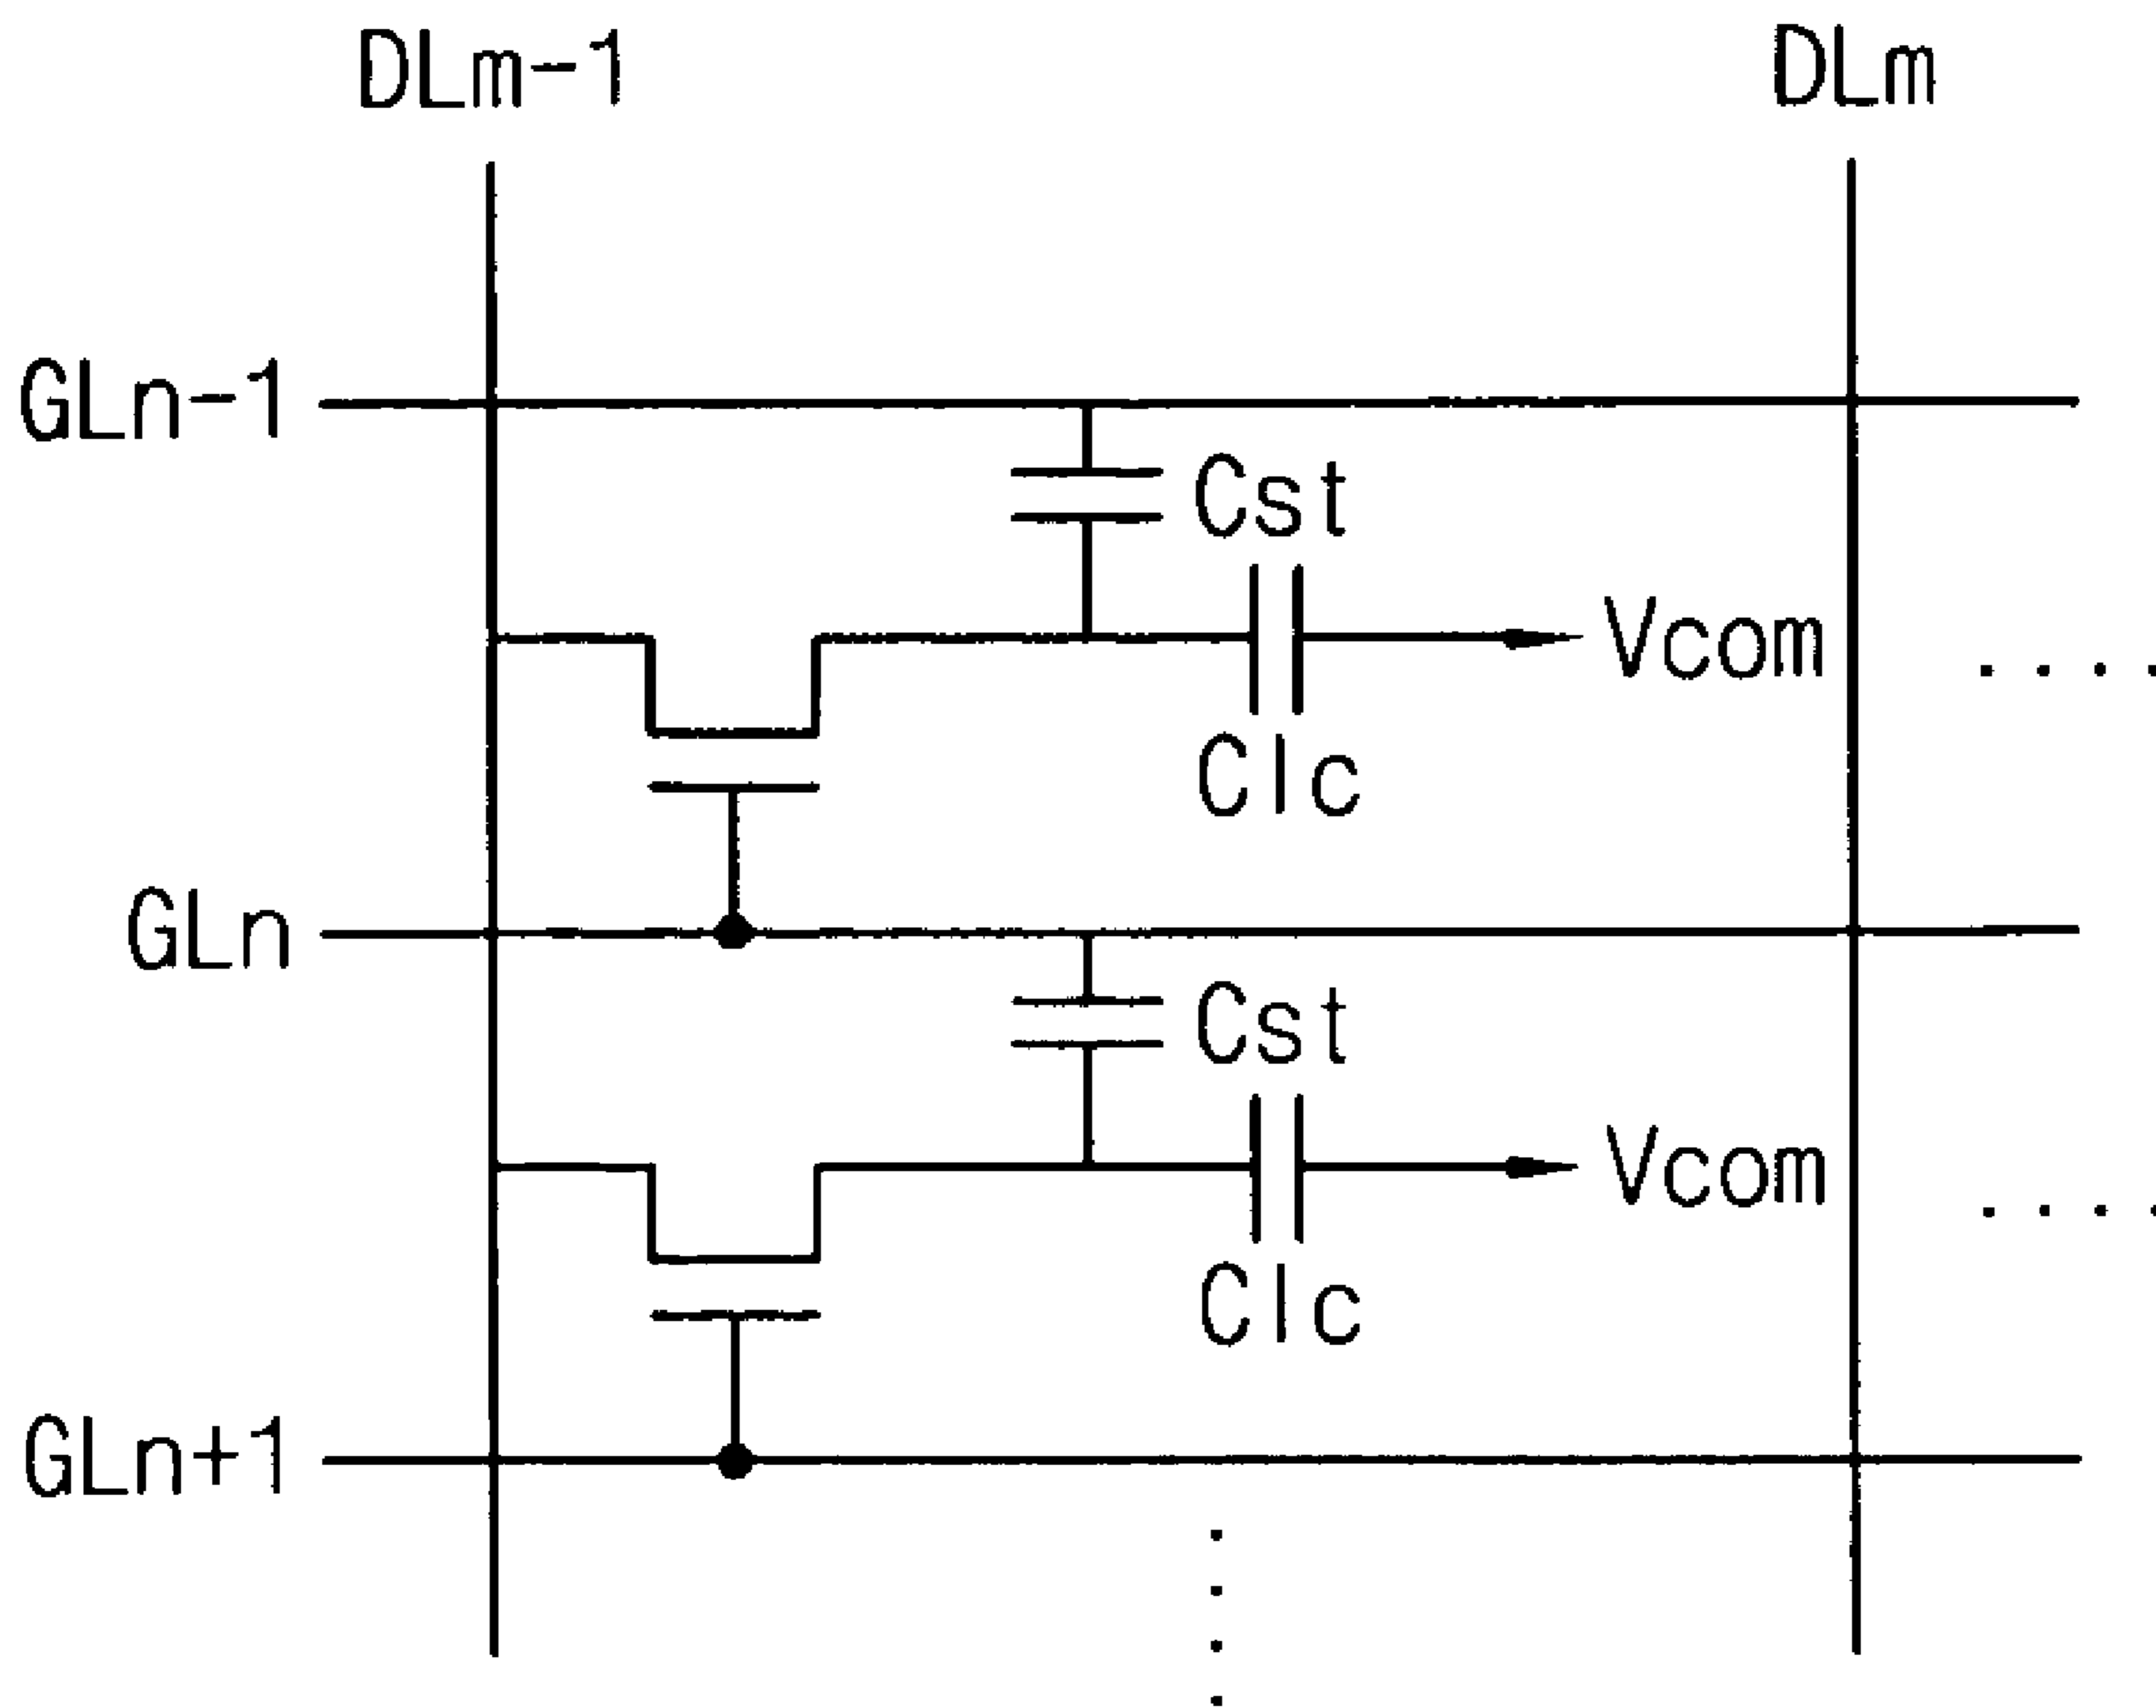 DLm-1
DLm
GLn-1
Cst
Vcom
....
Clc
GLn
Cst
Vcom
....
Clc
GLn+1